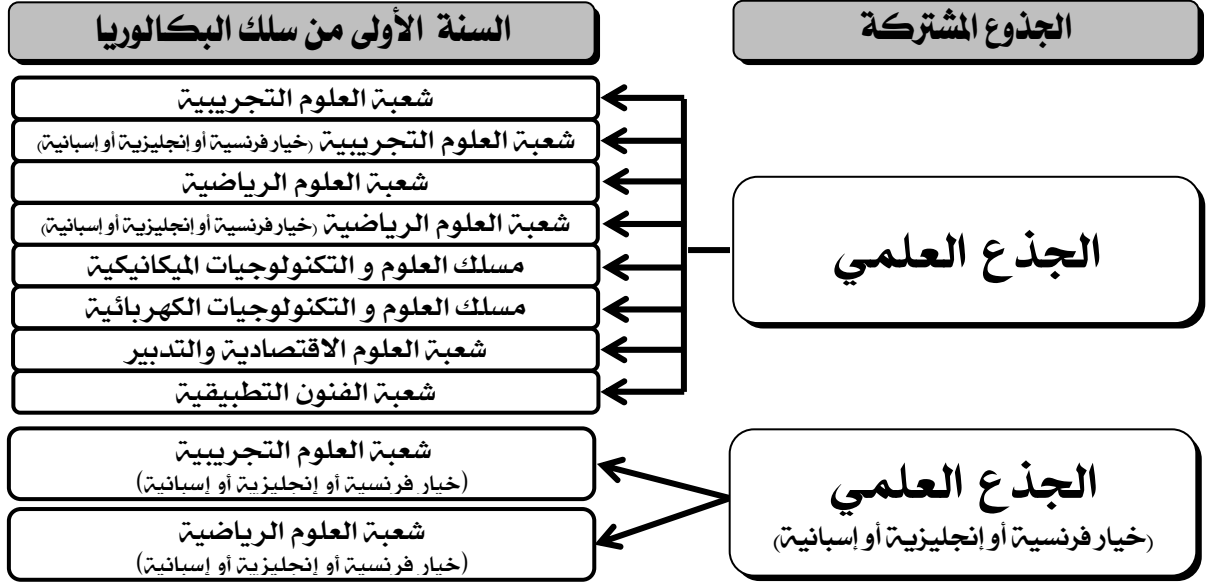 الجذوع المشتركة
السنة الأولى من سلك البكالوريا
الجذع العلمي
شعبة العلوم التجريبية
شعبة العلوم التجريبية (خيار فرنسية أو إنجليزية أو إسبانية)
شعبة العلوم الرياضية
شعبة العلوم الرياضية (خيار فرنسية أو إنجليزية أو إسبانية)
مسلك العلوم و التكنولوجيات الميكانيكية
مسلك العلوم و التكنولوجيات الكهربائية
شعبة العلوم الاقتصادية والتدبير
شعبة الفنون التطبيقية
الجذع العلمي
(خيار فرنسية أو إنجليزية أو إسبانية)
شعبة العلوم التجريبية
(خيار فرنسية أو إنجليزية أو إسبانية)
شعبة العلوم الرياضية
(خيار فرنسية أو إنجليزية أو إسبانية)